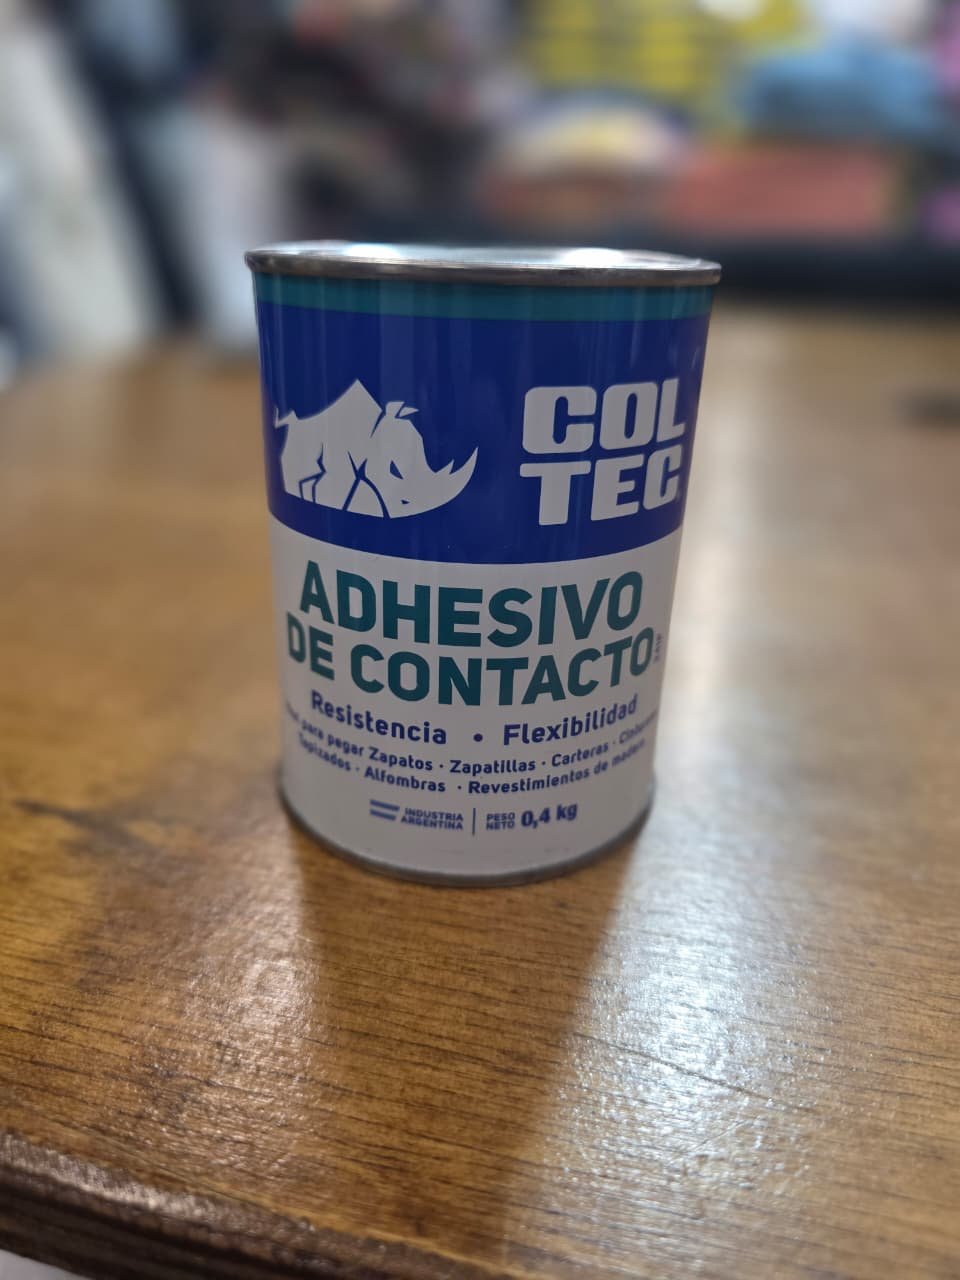 COL
TEC
ADHESIVO
DE CONTACTO
Resistencia • Flexibilidad
para pegar Zapatos · Zapatillas · Carteras ·
Tapizados · Alfombras · Revestimientos de madera
INDUSTRIA
ARGENTINA
PESO
NETO 0,4 kg